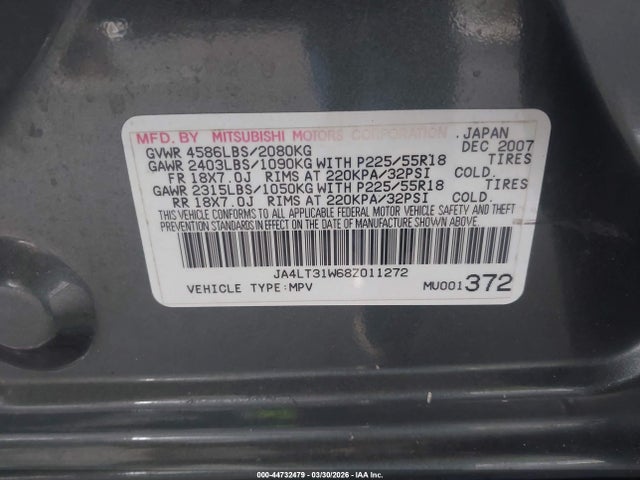 MFD. BY MITSUBISHI MOTORS CORPORATION. JAPAN
GVWR 4586LBS/2080KG DEC 2007
GAWR 2403LBS/1090KG WITH P225/55R18 TIRES
FR 18X7.0J RIMS AT 220KPA/32PSI COLD.
GAWR 2315LBS/1050KG WITH P225/55R18 TIRES
RR 18X7.0J RIMS AT 220KPA/32PSI COLD.
THIS VEHICLE CONFORMS TO ALL APPLICABLE FEDERAL MOTOR VEHICLE SAFETY AND THEFT
PREVENTION STANDARDS IN EFFECT ON THE DATE OF MANUFACTURE SHOWN ABOVE.
JA4LT31W68Z011272
VEHICLE TYPE:MPV MU001372
000-44732479 - 03/30/2026 - IAA Inc.